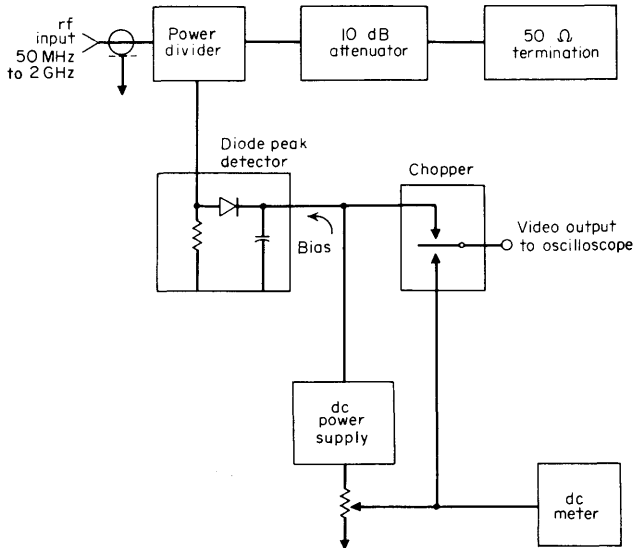 rf
input
50 MHz
to 2 GHz
Power
divider
10 dB
attenuator
50 Ω
termination
Diode peak
detector
Bias
Chopper
Video output
to oscilloscope
dc
power
supply
dc
meter